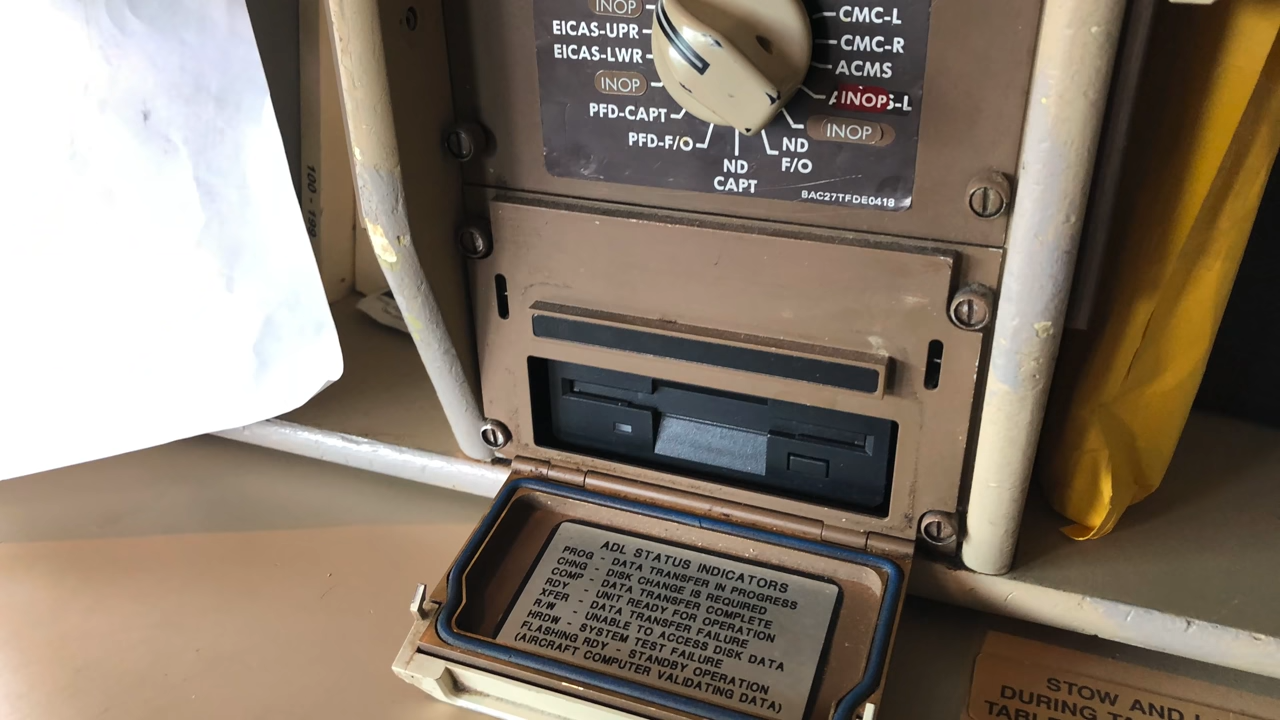 INOP
EICAS-UPR
EICAS-LWR
INOP
PFD-CAPT
PFD-F/O
ND
CAPT
ND
F/O
CMC-L
CMC-R
ACMS
INOP
S-L
INOP
BAC27TFDE0418
100 - 199
ADL STATUS INDICATORS
PROG - DATA TRANSFER IN PROGRESS
CHNG - DISK CHANGE IS REQUIRED
COMP - DATA TRANSFER COMPLETE
RDY - UNIT READY FOR OPERATION
XFER - DATA TRANSFER FAILURE
R/W - UNABLE TO ACCESS DISK DATA
HRDW - SYSTEM TEST FAILURE
FLASHING RDY - STANDBY OPERATION
(AIRCRAFT COMPUTER VALIDATING DATA)
STOW AND
DURING